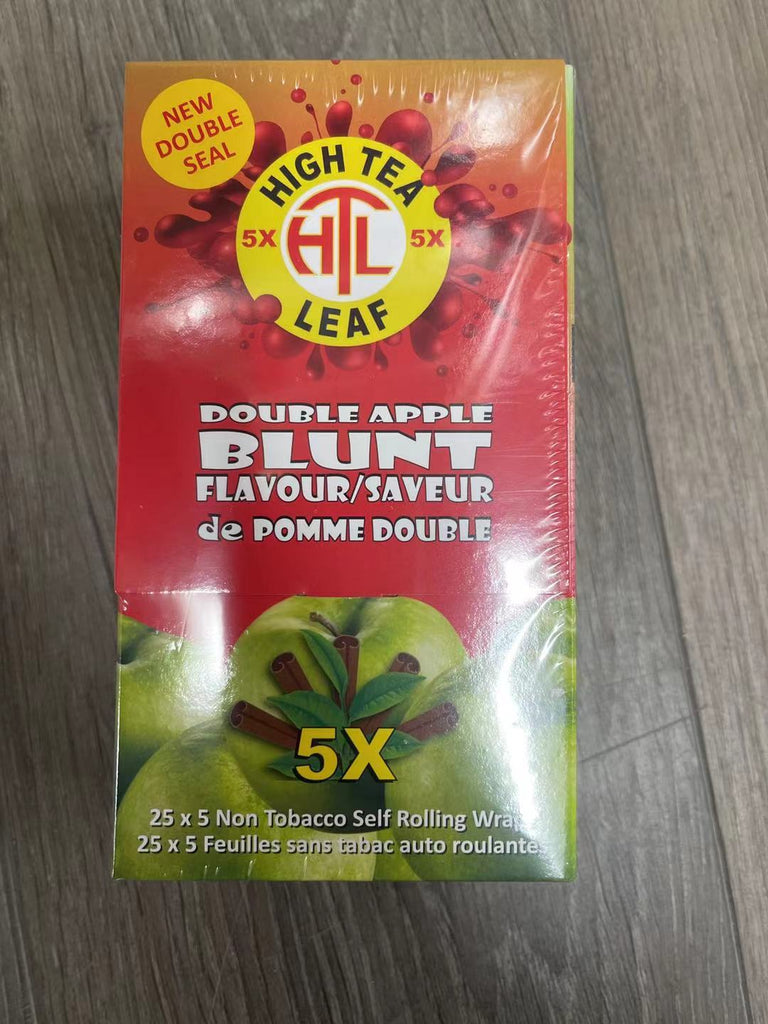 NEW
DOUBLE
SEAL
HIGH TEA
5X HTL 5X
LEAF
DOUBLE APPLE
BLUNT
FLAVOUR/SAVEUR
de POMME DOUBLE
5X
25 x 5 Non Tobacco Self Rolling
25 x 5 Feuilles sans tabac auto roulantes